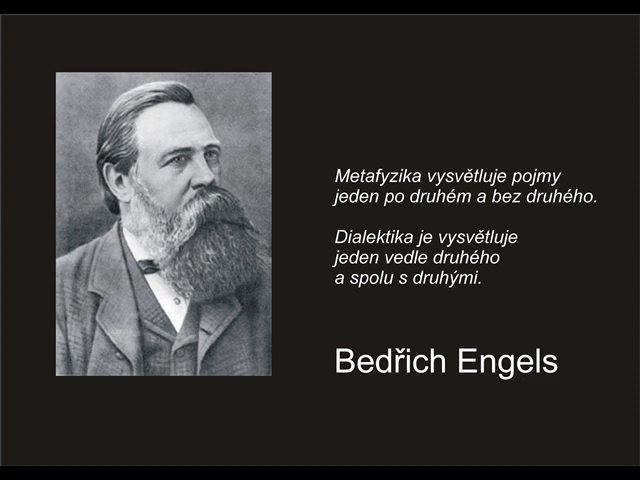 Metafyzika vysvětluje pojmy
jeden po druhém a bez druhého.
Dialektika je vysvětluje
jeden vedle druhého
a spolu s druhými.
Bedřich Engels